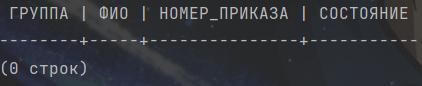 ГРУППА | ФИО | НОМЕР_ПРИКАЗА | СОСТОЯНИЕ
--------+-----+---------------+-----------
(0 строк)